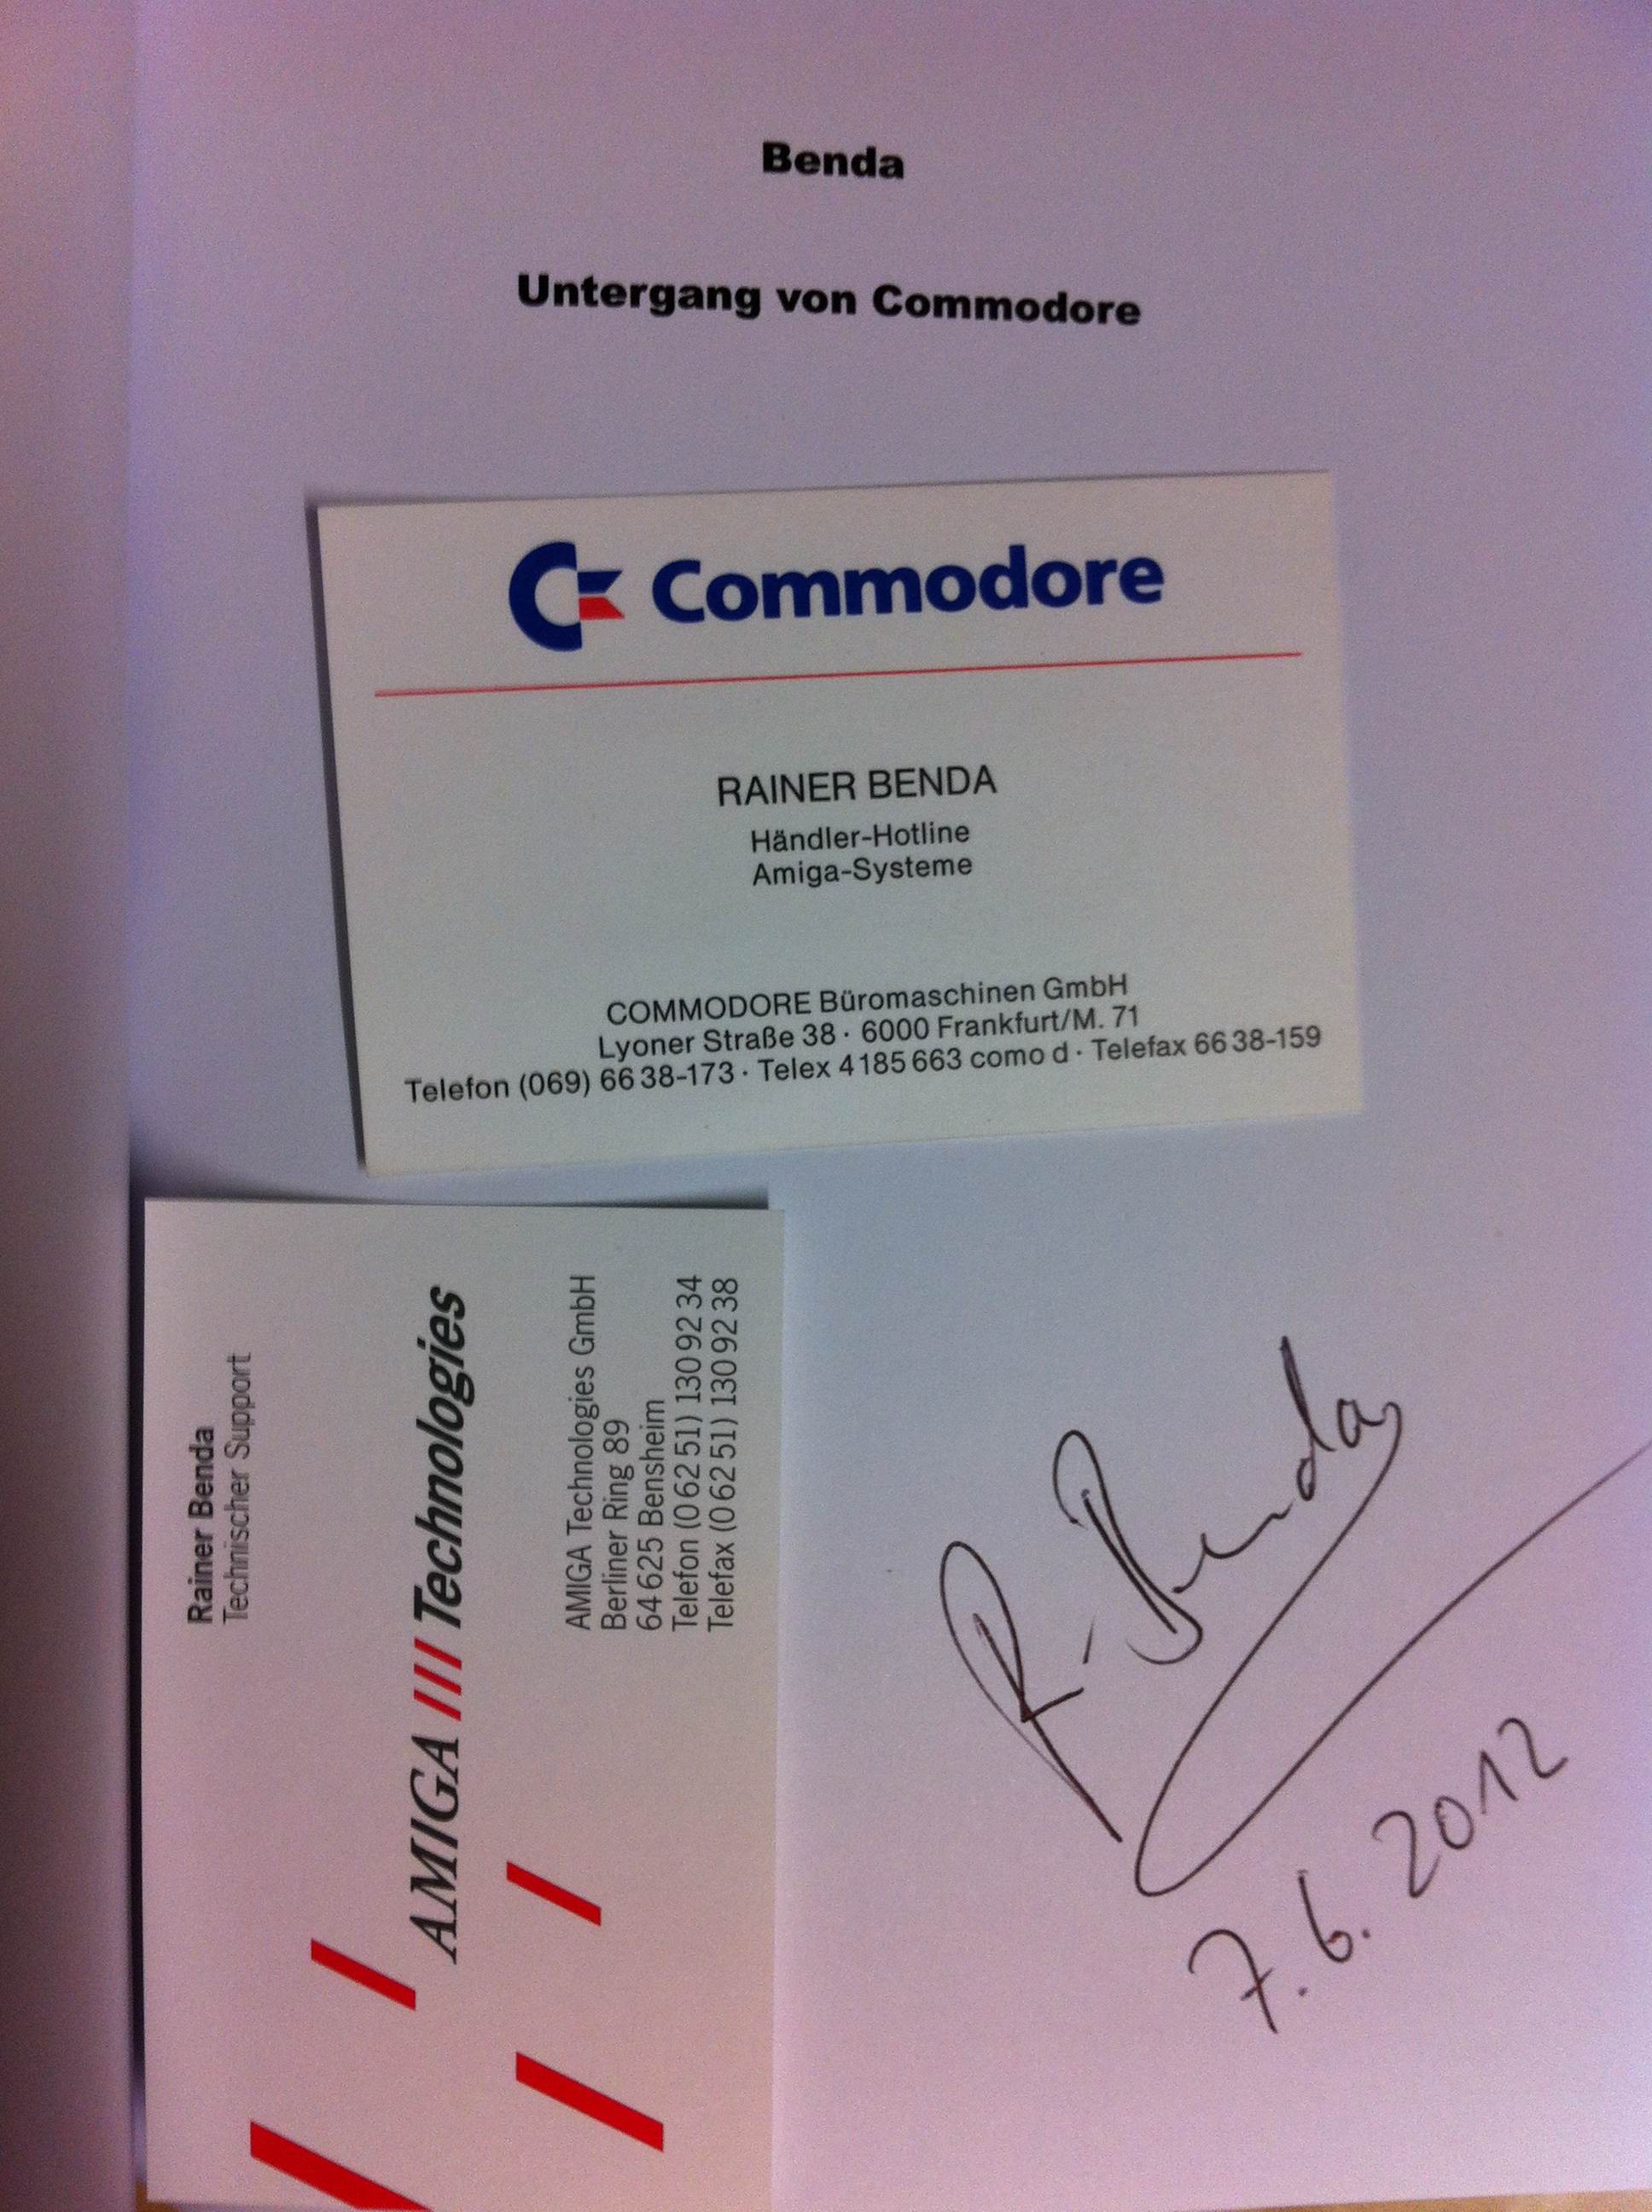 Benda
Untergang von Commodore
Commodore
RAINER BENDA
Händler-Hotline
Amiga-Systeme
COMMODORE Büromaschinen GmbH
Lyoner Straße 38 · 6000 Frankfurt/M. 71
Telefon (069) 66 38-173 · Telex 4 185 663 como d · Telefax 66 38-159
Rainer Benda
Technischer Support
AMIGA /// Technologies
AMIGA Technologies GmbH
Berliner Ring 89
64 625 Bensheim
Telefon (0 62 51) 130 92 34
Telefax (0 62 51) 130 92 38
R. Benda
7.6.2012